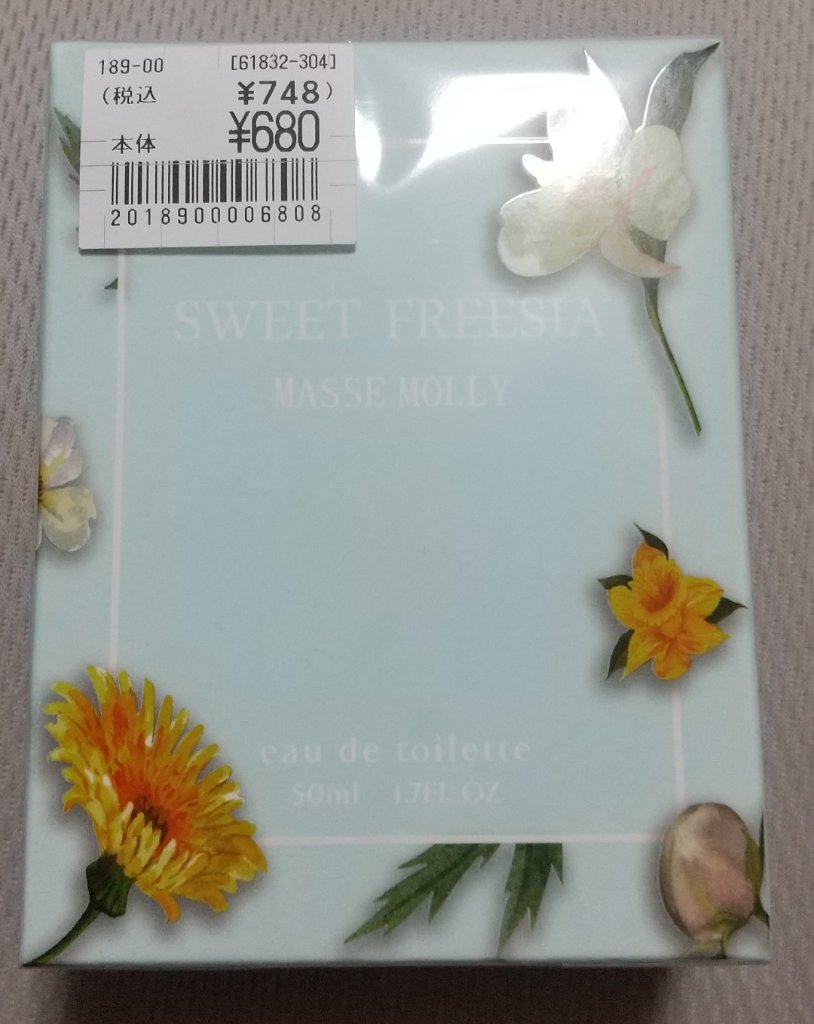 189-00 [61832-304]
(税込 ¥748)
本体 ¥680
2018900006808
SWEET FREESIA
MASSE MOLLY
eau de toilette
50ml 1.7FL.OZ